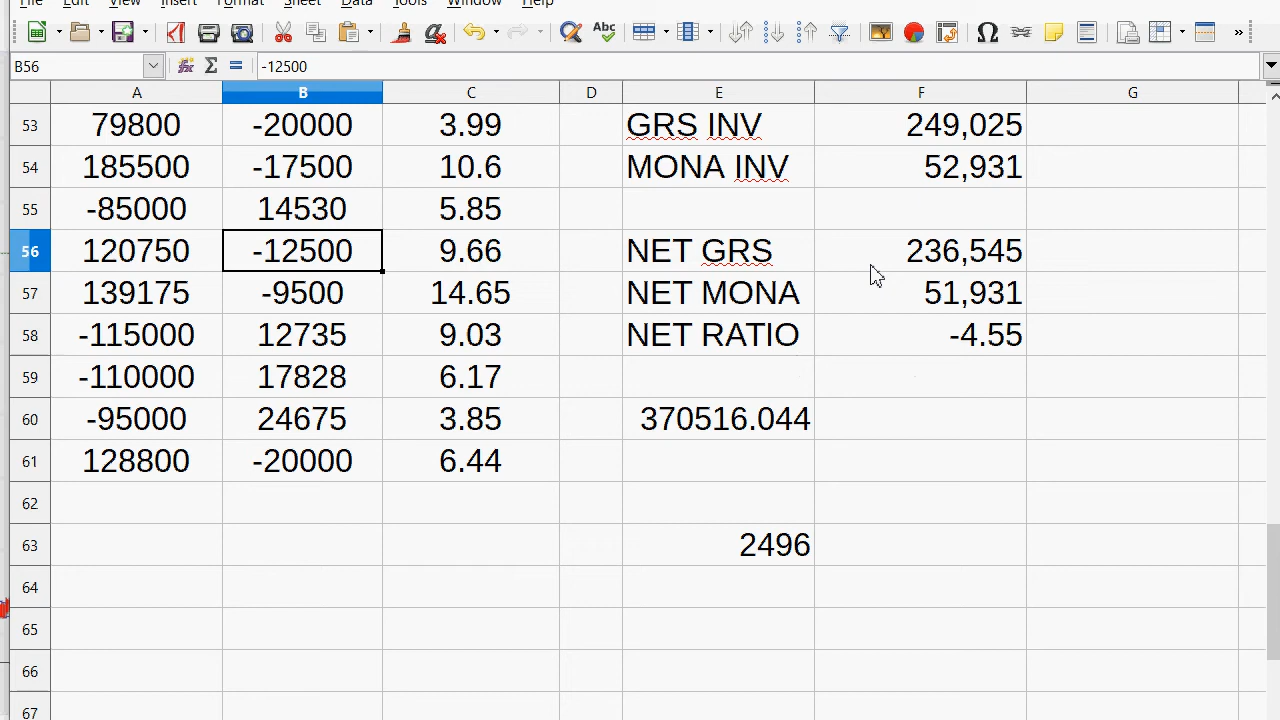 File Edit View Insert Format Sheet Data Tools Window Help
Abc »
B56 Σ = -12500
A B C D E F G
53 79800 -20000 3.99 GRS INV 249,025
54 185500 -17500 10.6 MONA INV 52,931
55 -85000 14530 5.85
56 120750 -12500 9.66 NET GRS 236,545
57 139175 -9500 14.65 NET MONA 51,931
58 -115000 12735 9.03 NET RATIO -4.55
59 -110000 17828 6.17
60 -95000 24675 3.85 370516.044
61 128800 -20000 6.44
62
63 2496
64
65
66
67